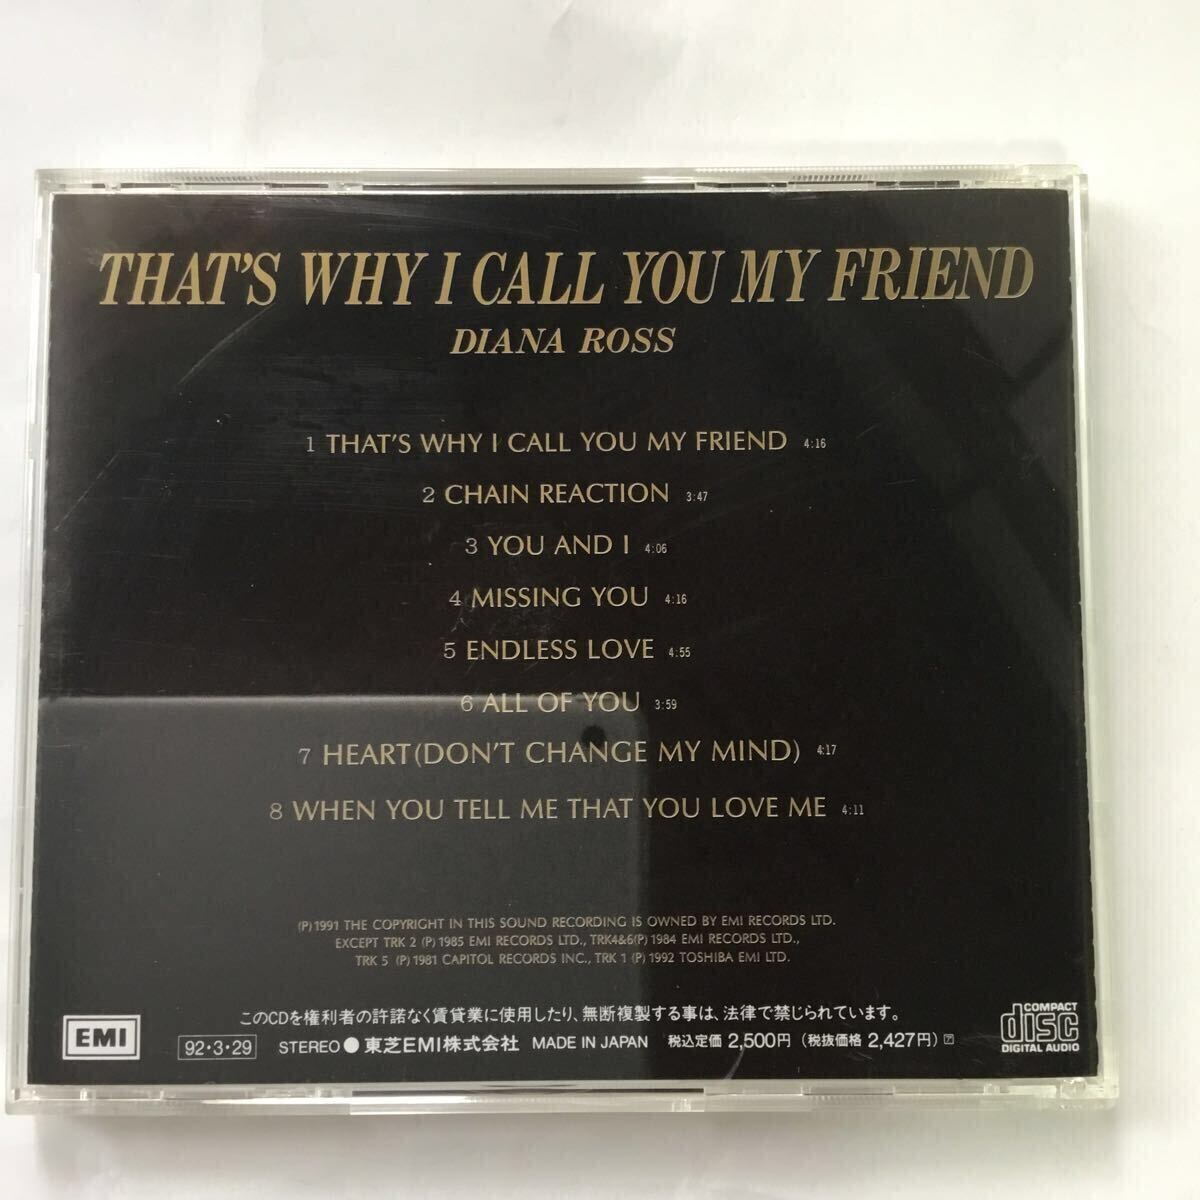 THAT'S WHY I CALL YOU MY FRIEND
DIANA ROSS
1 THAT'S WHY I CALL YOU MY FRIEND 4:16
2 CHAIN REACTION 3:47
3 YOU AND I 4:06
4 MISSING YOU 4:16
5 ENDLESS LOVE 4:55
6 ALL OF YOU 3:59
7 HEART(DON'T CHANGE MY MIND) 4:17
8 WHEN YOU TELL ME THAT YOU LOVE ME 4:11
(P)1991 THE COPYRIGHT IN THIS SOUND RECORDING IS OWNED BY EMI RECORDS LTD.
EXCEPT TRK 2 (P)1985 EMI RECORDS LTD., TRK4&6(P)1984 EMI RECORDS LTD.,
TRK 5 (P)1981 CAPITOL RECORDS INC., TRK 1 (P)1992 TOSHIBA EMI LTD.
このCDを権利者の許諾なく賃貸業に使用したり、無断複製する事は、法律で禁じられています。
EMI 92・3・29 STEREO ● 東芝EMI株式会社 MADE IN JAPAN 税込定価 2,500円 (税抜価格 2,427円) ア
COMPACT
disc
DIGITAL AUDIO